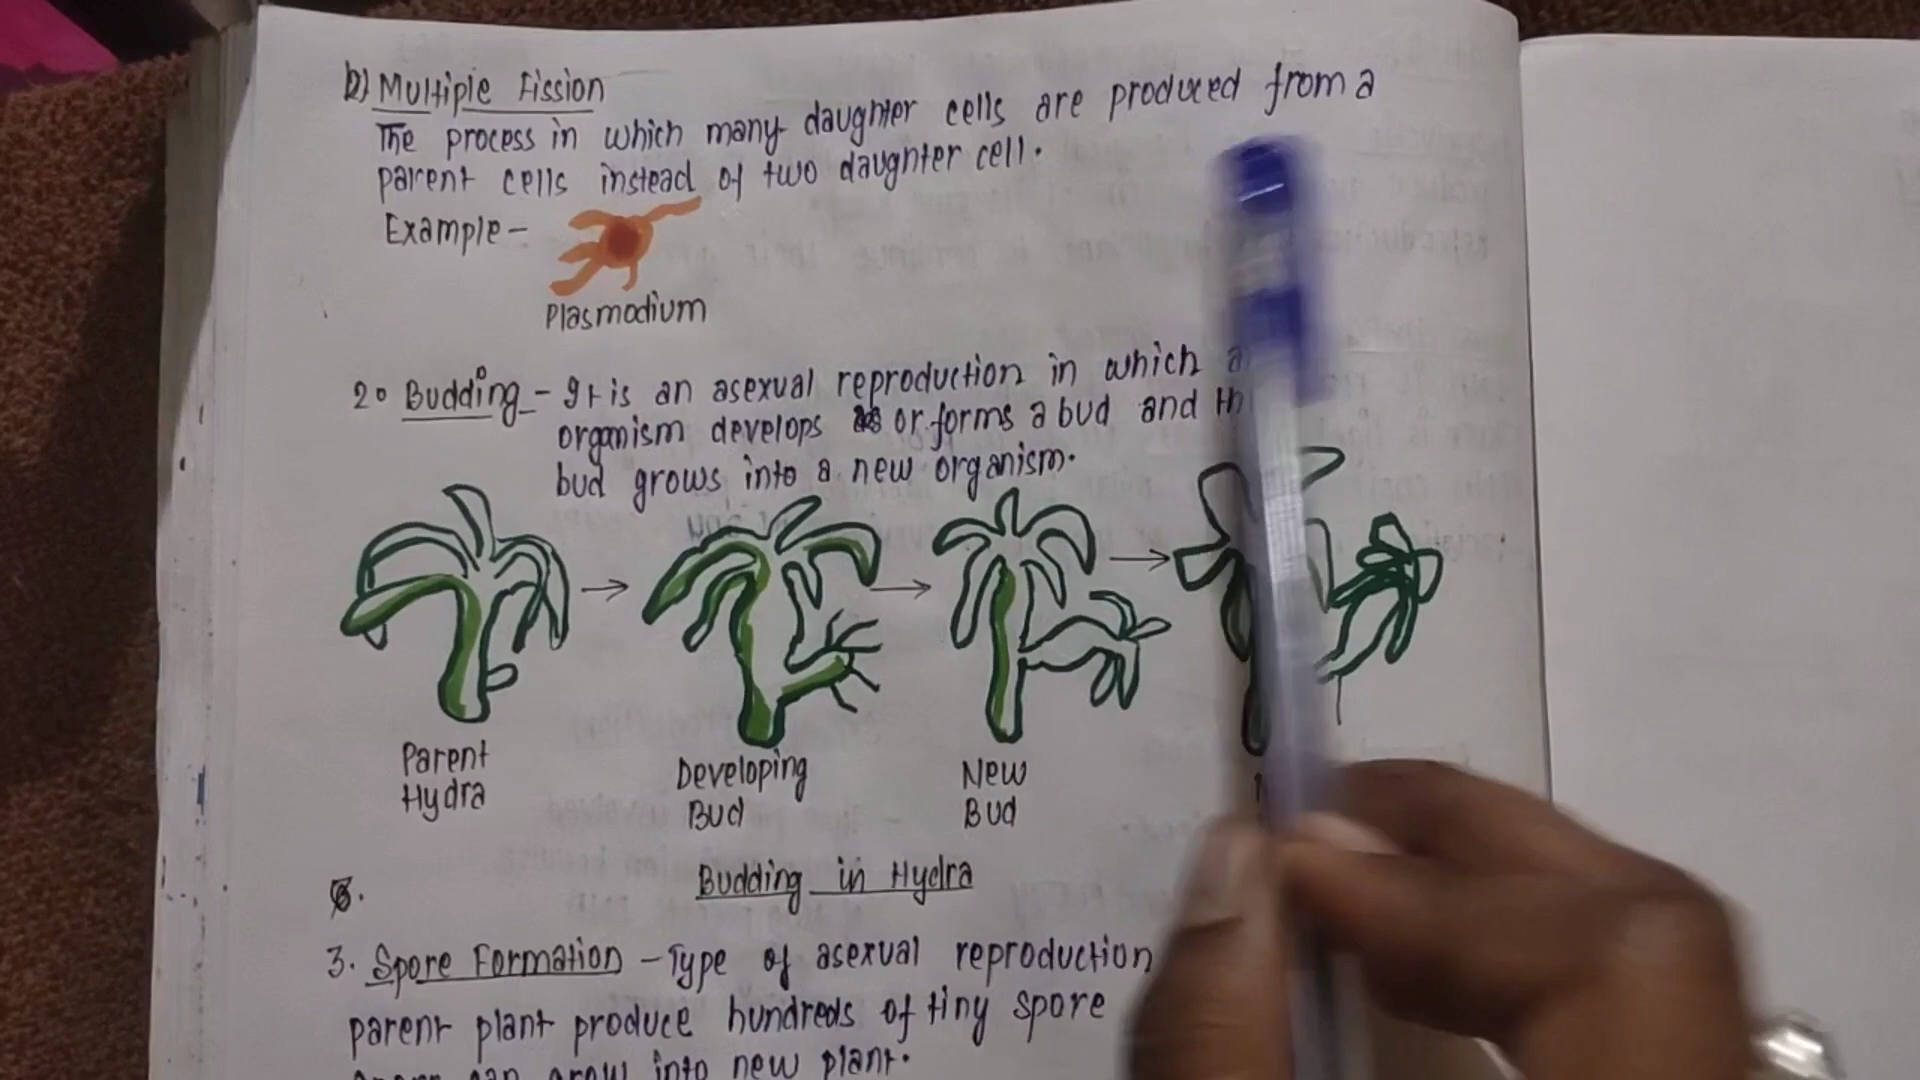 b) Multiple Fission
The process in which many daughter cells are produced from a
parent cells instead of two daughter cell.
Example -
Plasmodium
2. Budding - It is an asexual reproduction in which
organism develops or forms a bud and
bud grows into a new organism.
Parent
Hydra
Developing
Bud
New
Bud
Budding in Hydra
3. Spore Formation - Type of asexual reproduction
parent plant produce hundreds of tiny spore
grow into new plant.